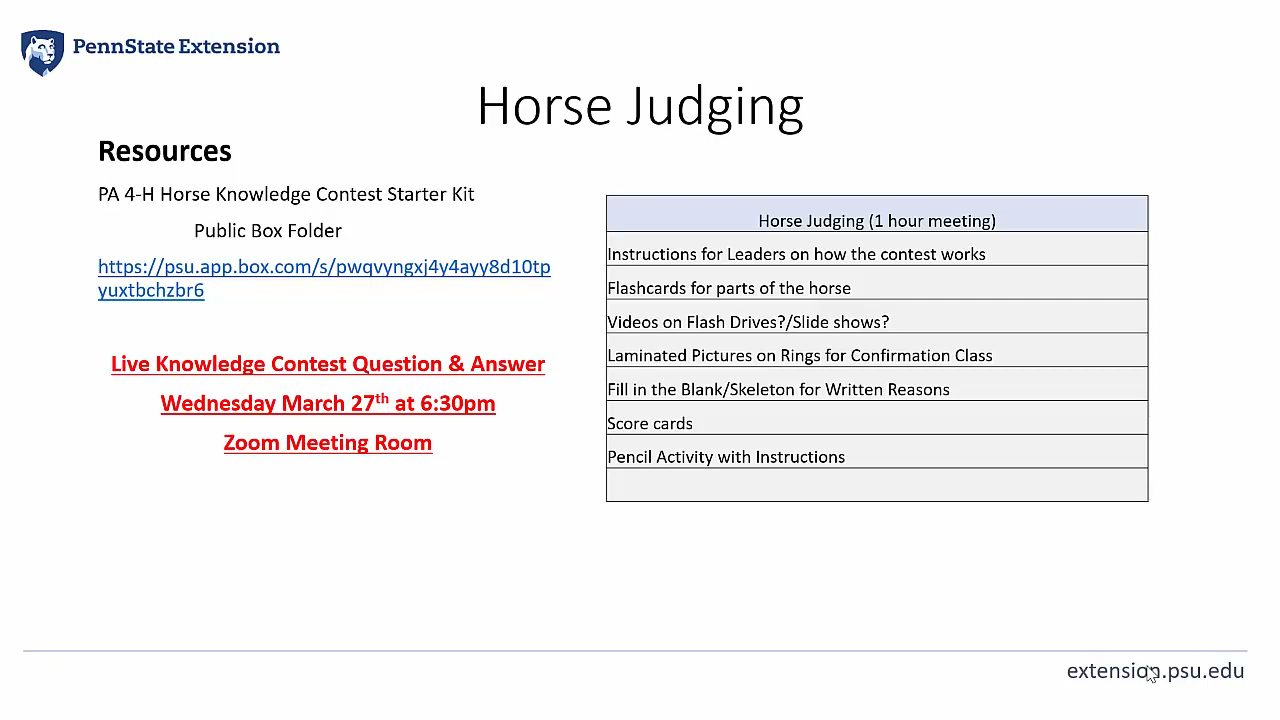 PennState Extension
Horse Judging
Resources
PA 4-H Horse Knowledge Contest Starter Kit
Public Box Folder
https://psu.app.box.com/s/pwqvyngxj4y4ayy8d10tp
yuxtbchzbr6
Live Knowledge Contest Question & Answer
Wednesday March 27th at 6:30pm
Zoom Meeting Room
Horse Judging (1 hour meeting)
Instructions for Leaders on how the contest works
Flashcards for parts of the horse
Videos on Flash Drives?/Slide shows?
Laminated Pictures on Rings for Confirmation Class
Fill in the Blank/Skeleton for Written Reasons
Score cards
Pencil Activity with Instructions
extension.psu.edu